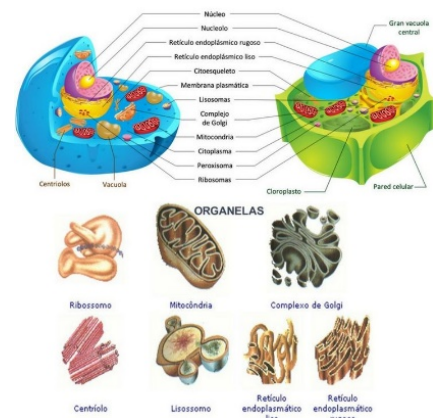 Núcleo
Nucleolo
Retículo endoplásmico rugoso
Retículo endoplásmico liso
Citoesqueleto
Membrana plasmática
Lisosomas
Complejo
de Golgi
Mitocondria
Citoplasma
Peroxisoma
Ribosomas
Centriolos
Vacuola
Gran vacuola
central
Cloroplasto
Pared celular
ORGANELAS
Ribossomo
Mitocôndria
Complexo de Golgi
Centríolo
Lisossomo
Retículo
endoplasmático
Retículo
endoplasmático